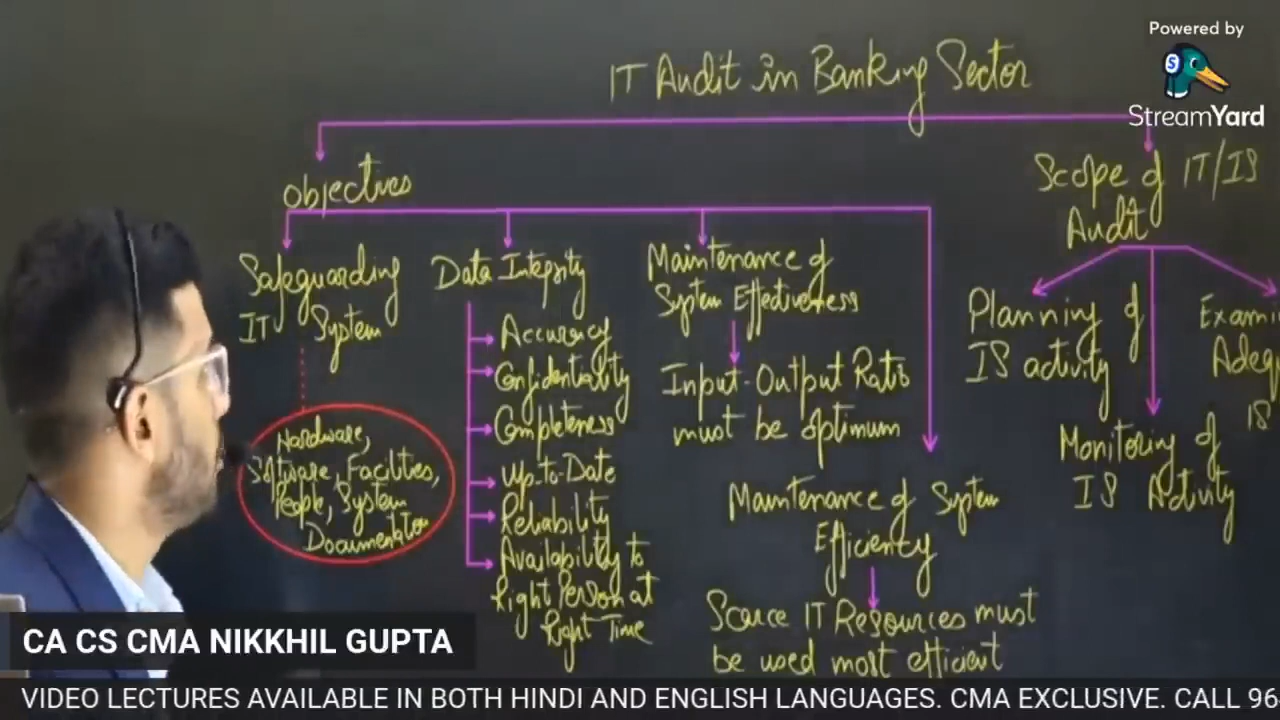 Powered by
StreamYard
IT Audit in Banking Sector
Objectives
Scope of IT/IS
Audit
Safeguarding
IT System
Hardware,
Software, Facilities,
People, System
Documentation
Data Integrity
Accuracy
Confidentiality
Completeness
Up-to-Date
Reliability
Availability to
Right Person at
Right Time
Maintenance of
System Effectiveness
Input-Output Ratio
must be optimum
Maintenance of System
Efficiency
Scarce IT Resources must
be used most efficient
Planning of
IS activity
Monitoring of
IS Activity
Exami
Adeq
IS
CA CS CMA NIKKHIL GUPTA
VIDEO LECTURES AVAILABLE IN BOTH HINDI AND ENGLISH LANGUAGES. CMA EXCLUSIVE. CALL 96